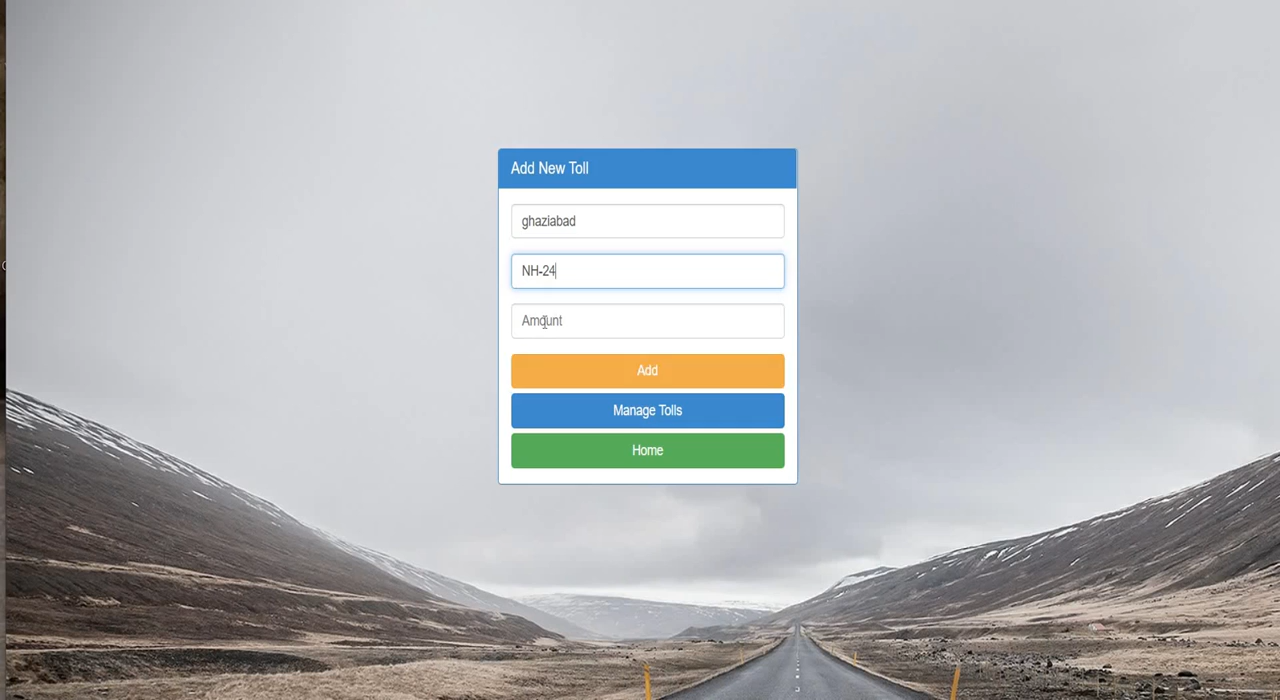 Add New Toll
ghaziabad
NH-24
Amount
Add
Manage Tolls
Home